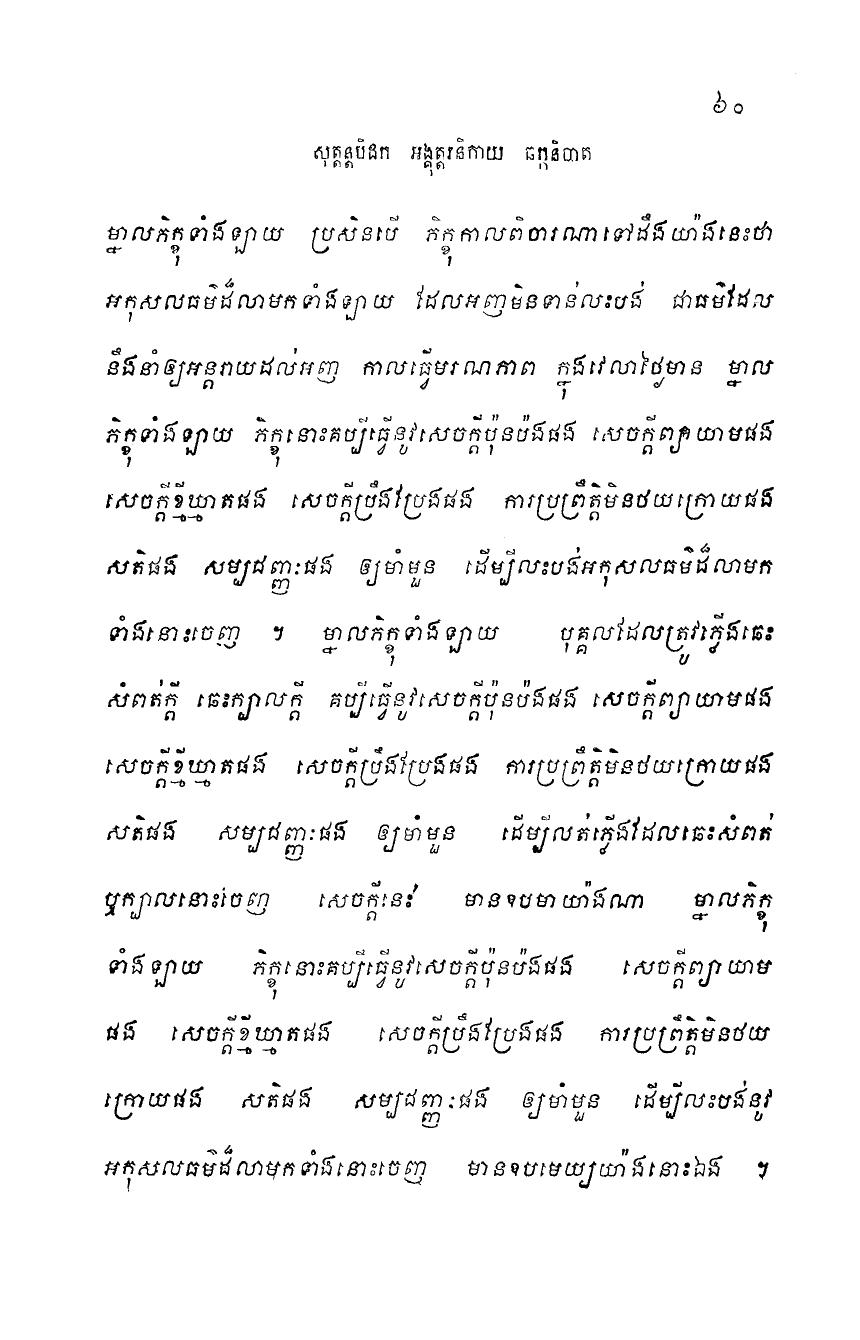 ៦០
សុត្តន្តបិដក អង្គុត្តរនិកាយ ឆក្កនិបាត
ម្នាលភិក្ខុទាំងឡាយ ប្រសិនបើ ភិក្ខុកាលពិចារណាទៅដឹងយ៉ាងនេះថា
អកុសលធម៌ដ៏លាមកទាំងឡាយ ដែលអញមិនទាន់លះបង់ ជាធម៌ដែល
នឹងនាំឲ្យអន្តរាយដល់អញ កាលធ្វើមរណកាព ក្នុងវេលាថ្ងៃមាន ម្នាល
ភិក្ខុទាំងឡាយ ភិក្ខុនោះគប្បីធ្វើនូវសេចក្តីប៉ុនប៉ងផង សេចក្តីព្យាយាមផង
សេចក្តីខ្មីឃ្មាតផង សេចក្តីប្រឹងប្រែងផង ការប្រព្រឹត្តិមិនថយក្រោយផង
សតិផង សម្បជញ្ញៈផង ឲ្យមាំមួន ដើម្បីលះបង់អកុសលធម៌ដ៏លាមក
ទាំងនោះចេញ ។ ម្នាលភិក្ខុទាំងឡាយ បុគ្គលដែលត្រូវភ្លើងឆេះ
សំពត់ក្តី ឆេះក្បាលក្តី គប្បីធ្វើនូវសេចក្តីប៉ុនប៉ងផង សេចក្តីព្យាយាមផង
សេចក្តីខ្មីឃ្មាតផង សេចក្តីប្រឹងប្រែងផង ការប្រព្រឹត្តិមិនថយក្រោយផង
សតិផង សម្បជញ្ញៈផង ឲ្យមាំមួន ដើម្បីលត់ភ្លើងដែលឆេះសំពត់
ឬក្បាលនោះចេញ សេចក្តីនេះ មានឧបមាយ៉ាងណា ម្នាលភិក្ខុ
ទាំងឡាយ ភិក្ខុនោះគប្បីធ្វើនូវសេចក្តីប៉ុនប៉ងផង សេចក្តីព្យាយាម
ផង សេចក្តីខ្មីឃ្មាតផង សេចក្តីប្រឹងប្រែងផង ការប្រព្រឹត្តិមិនថយ
ក្រោយផង សតិផង សម្បជញ្ញៈផង ឲ្យមាំមួន ដើម្បីលះបង់នូវ
អកុសលធម៌ដ៏លាមកទាំងនោះចេញ មានឧបមេយ្យយ៉ាងនោះឯង ។